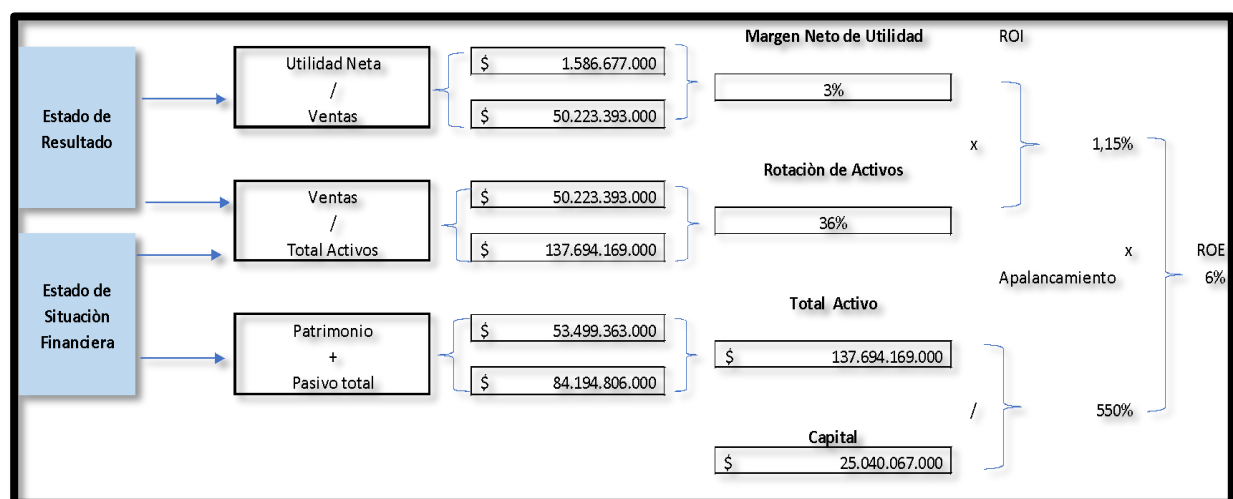 Margen Neto de Utilidad
ROI
Estado de
Resultado
Utilidad Neta
/
Ventas
$ 1.586.677.000
$ 50.223.393.000
3%
x
1,15%
Rotaciòn de Activos
Ventas
/
Total Activos
$ 50.223.393.000
$ 137.694.169.000
36%
x
ROE
Apalancamiento
6%
Estado de
Situaciòn
Financiera
Total Activo
Patrimonio
+
Pasivo total
$ 53.499.363.000
$ 84.194.806.000
$ 137.694.169.000
/
550%
Capital
$ 25.040.067.000